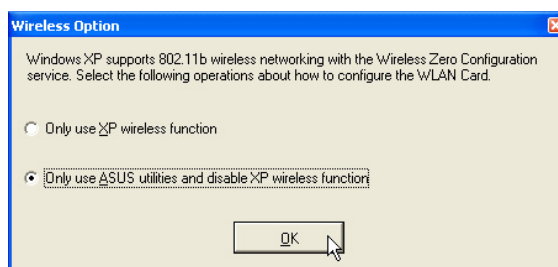 Wireless Option
Windows XP supports 802.11b wireless networking with the Wireless Zero Configuration
service. Select the following operations about how to configure the WLAN Card.
Only use XP wireless function
Only use ASUS utilities and disable XP wireless function
OK